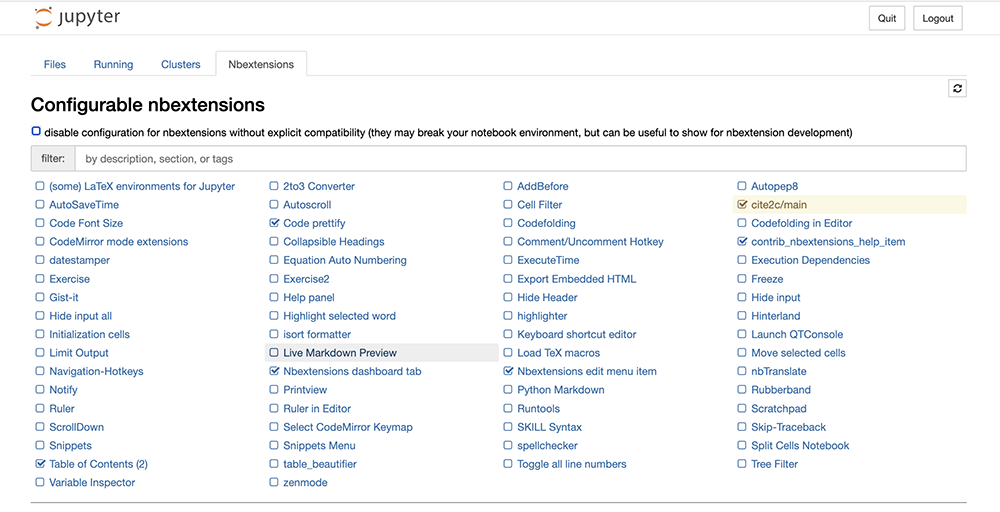 jupyter
Quit Logout
Files Running Clusters Nbextensions
Configurable nbextensions
disable configuration for nbextensions without explicit compatibility (they may break your notebook environment, but can be useful to show for nbextension development)
filter: by description, section, or tags
(some) LaTeX environments for Jupyter 2to3 Converter AddBefore Autopep8
AutoSaveTime Autoscroll Cell Filter cite2c/main
Code Font Size Code prettify Codefolding Codefolding in Editor
CodeMirror mode extensions Collapsible Headings Comment/Uncomment Hotkey contrib_nbextensions_help_item
datestamper Equation Auto Numbering ExecuteTime Execution Dependencies
Exercise Exercise2 Export Embedded HTML Freeze
Gist-it Help panel Hide Header Hide input
Hide input all Highlight selected word highlighter Hinterland
Initialization cells isort formatter Keyboard shortcut editor Launch QTConsole
Limit Output Live Markdown Preview Load TeX macros Move selected cells
Navigation-Hotkeys Nbextensions dashboard tab Nbextensions edit menu item nbTranslate
Notify Printview Python Markdown Rubberband
Ruler Ruler in Editor Runtools Scratchpad
ScrollDown Select CodeMirror Keymap SKILL Syntax Skip-Traceback
Snippets Snippets Menu spellchecker Split Cells Notebook
Table of Contents (2) table_beautifier Toggle all line numbers Tree Filter
Variable Inspector zenmode